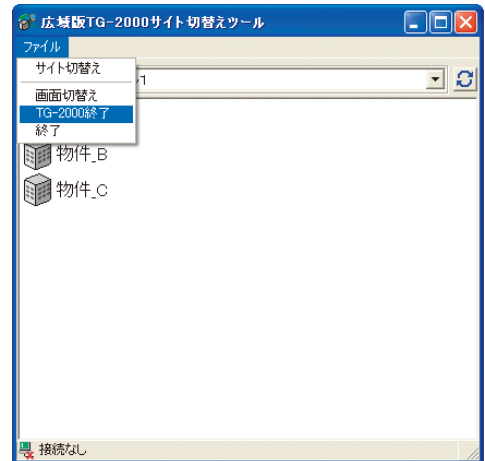 広域版TG-2000サイト切替えツール
ファイル
サイト切替え
画面切替え
TG-2000終了
終了
1
物件_B
物件_C
接続なし